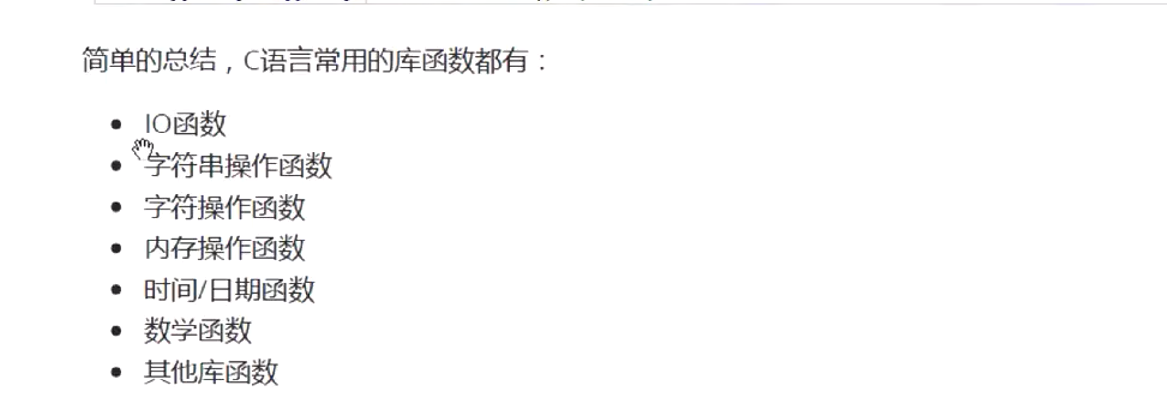 简单的总结，C语言常用的库函数都有：
IO函数
字符串操作函数
字符操作函数
内存操作函数
时间/日期函数
数学函数
其他库函数